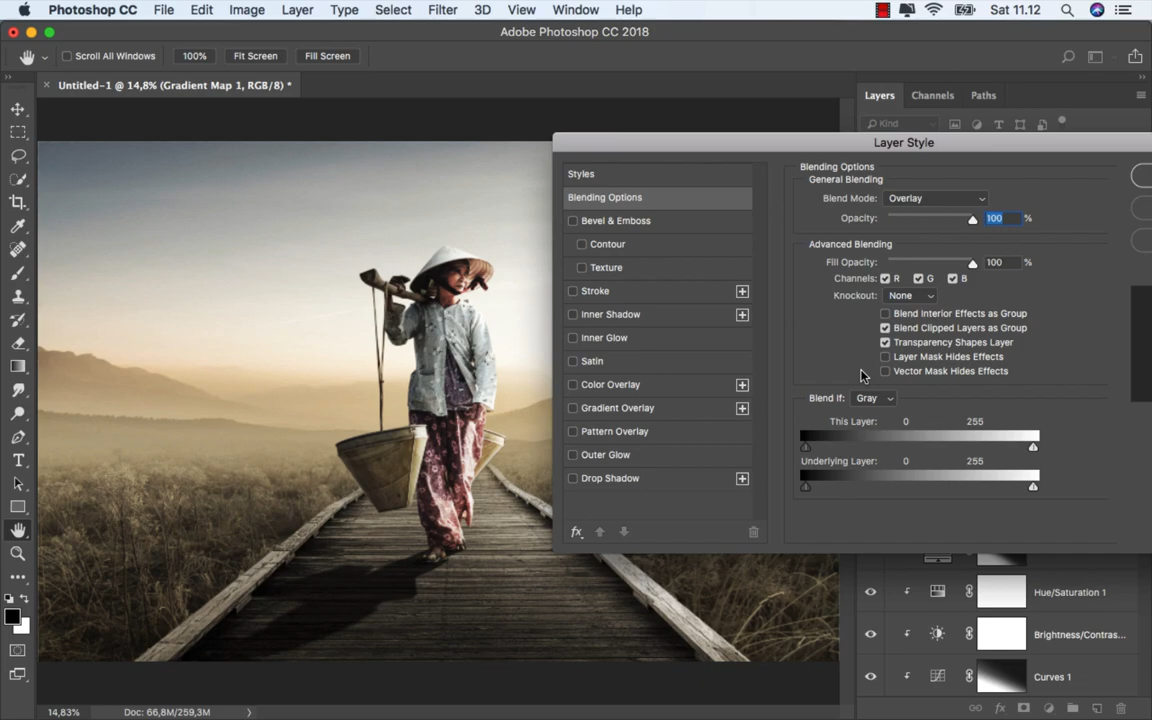 Photoshop CC File Edit Image Layer Type Select Filter 3D View Window Help Sat 11.12
Adobe Photoshop CC 2018
Scroll All Windows 100% Fit Screen Fill Screen
Untitled-1 @ 14,8% (Gradient Map 1, RGB/8) *
Layers Channels Paths
Kind
Layer Style
Styles
Blending Options
Bevel & Emboss
Contour
Texture
Stroke
Inner Shadow
Inner Glow
Satin
Color Overlay
Gradient Overlay
Pattern Overlay
Outer Glow
Drop Shadow
fx
Blending Options
General Blending
Blend Mode: Overlay
Opacity: 100 %
Advanced Blending
Fill Opacity: 100 %
Channels: R G B
Knockout: None
Blend Interior Effects as Group
Blend Clipped Layers as Group
Transparency Shapes Layer
Layer Mask Hides Effects
Vector Mask Hides Effects
Blend If: Gray
This Layer: 0 255
Underlying Layer: 0 255
Hue/Saturation 1
Brightness/Contras...
Curves 1
fx
14,83% Doc: 66,8M/259,3M